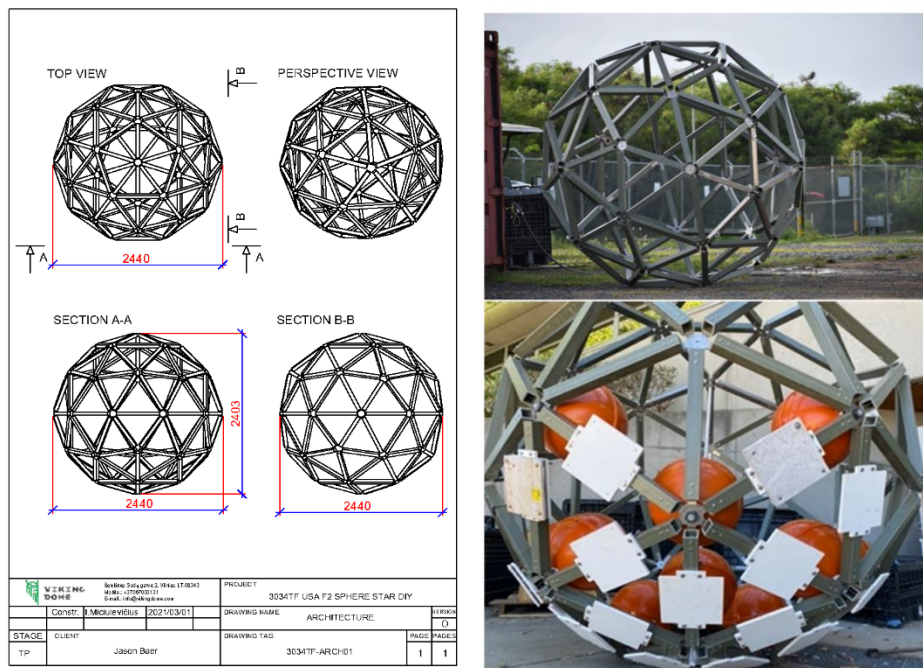 TOP VIEW
PERSPECTIVE VIEW
B
B
A
A
2440
SECTION A-A
SECTION B-B
2403
2440
2440
VIKING
DOME
PROJECT
3034TF USA F2 SPHERE STAR DIY
Constr.
I.Miciulevičius
2021/03/01
DRAWING NAME
ARCHITECTURE
VERSION
0
STAGE
CLIENT
DRAWING TAG
PAGE
PAGES
TP
Jason Baer
3034TF-ARCH01
1
1